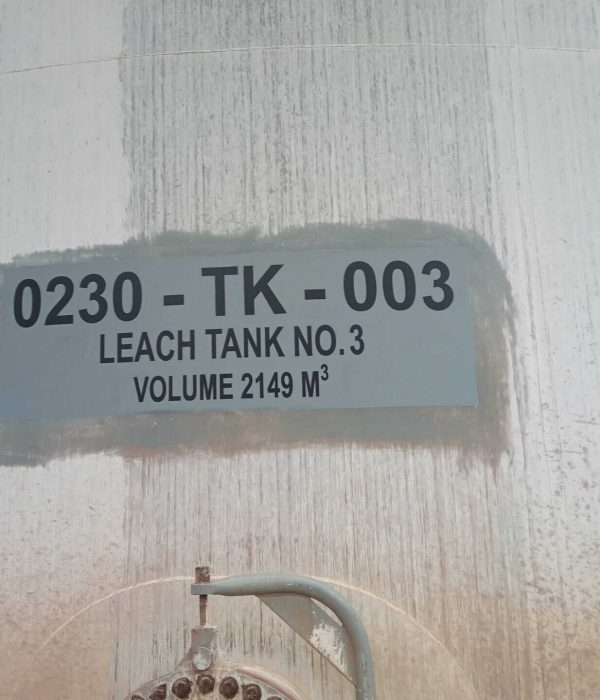 0230 - TK - 003
LEACH TANK NO.3
VOLUME 2149 M³